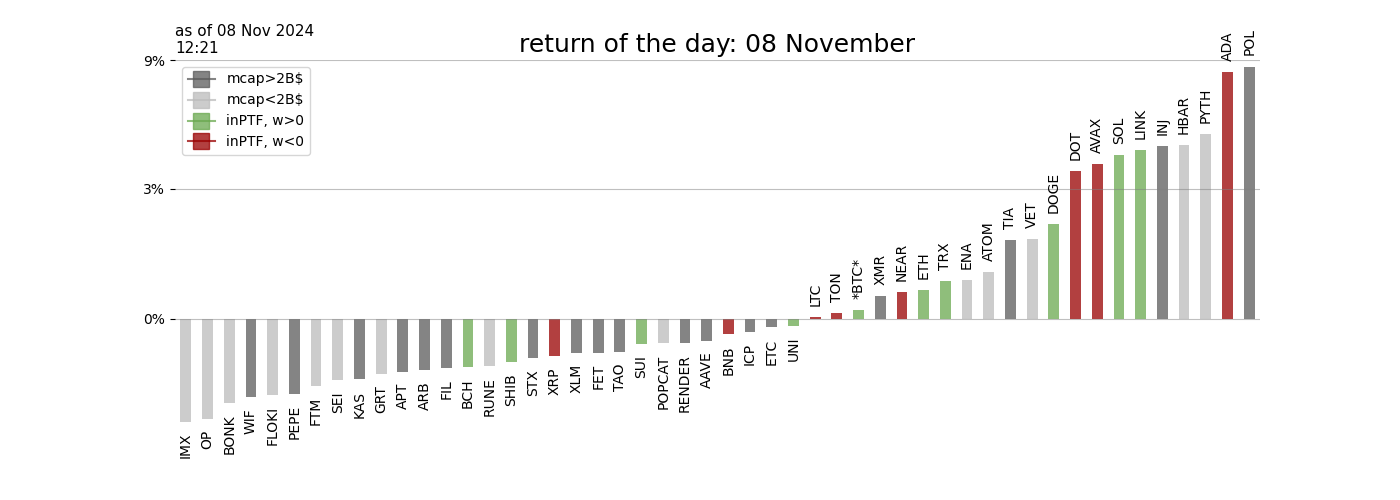 as of 08 Nov 2024
12:21
return of the day: 08 November
9%
3%
0%
mcap>2B$
mcap<2B$
inPTF, w>0
inPTF, w<0
IMX
OP
BONK
WIF
FLOKI
PEPE
FTM
SEI
KAS
GRT
APT
ARB
FIL
BCH
RUNE
SHIB
STX
XRP
XLM
FET
TAO
SUI
POPCAT
RENDER
AAVE
BNB
ICP
ETC
UNI
LTC
TON
*BTC*
XMR
NEAR
ETH
TRX
ENA
ATOM
TIA
VET
DOGE
DOT
AVAX
SOL
LINK
INJ
HBAR
PYTH
ADA
POL